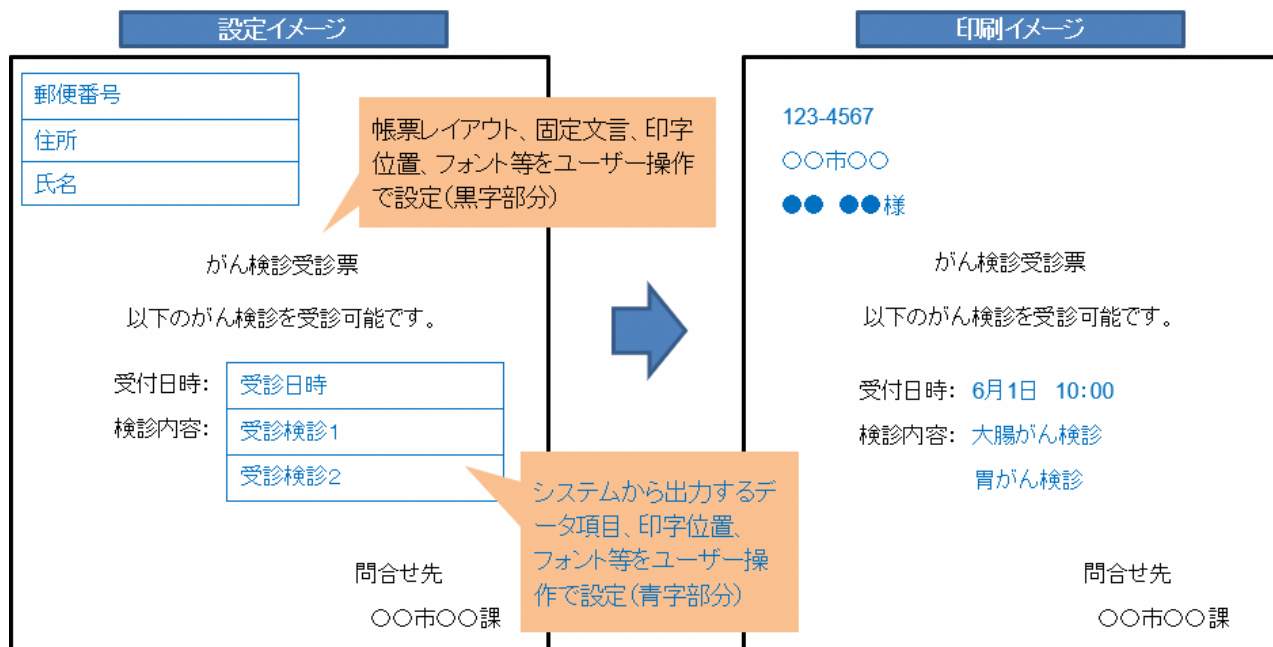 設定イメージ
郵便番号
住所
氏名
帳票レイアウト、固定文言、印字
位置、フォント等をユーザー操作
で設定(黒字部分)
がん検診受診票
以下のがん検診を受診可能です。
受付日時:
受診日時
検診内容:
受診検診1
受診検診2
システムから出力するデ
ータ項目、印字位置、
フォント等をユーザー操
作で設定(青字部分)
問合せ先
○○市○○課
印刷イメージ
123-4567
○○市○○
●● ●●様
がん検診受診票
以下のがん検診を受診可能です。
受付日時: 6月1日 10:00
検診内容: 大腸がん検診
胃がん検診
問合せ先
○○市○○課